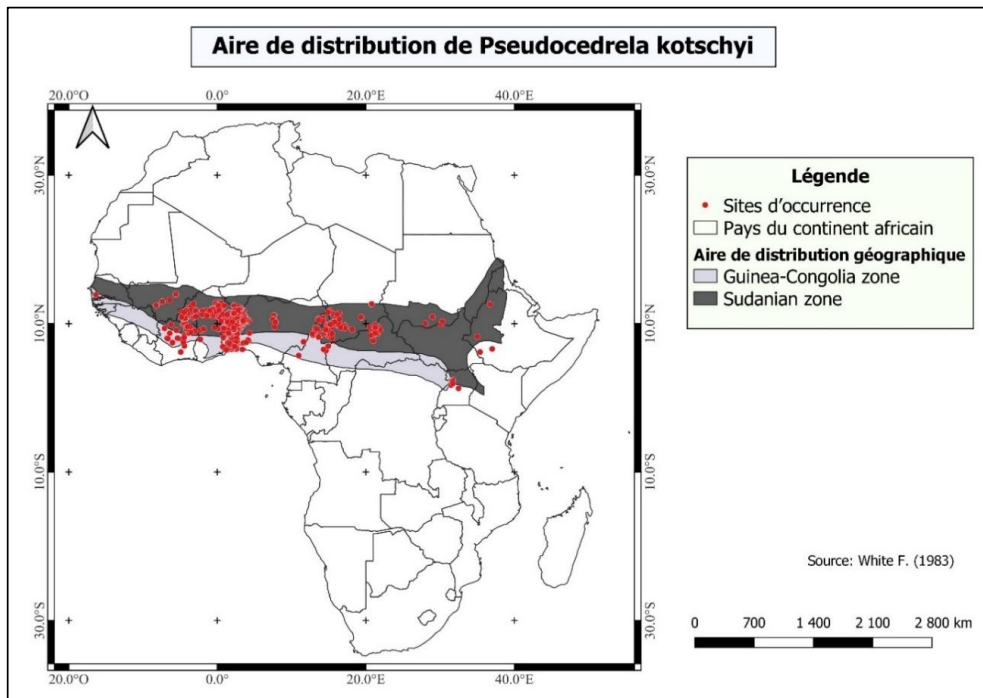 Aire de distribution de Pseudocedrela kotschyi
20.0°O 0.0° 20.0°E 40.0°E
30.0°N 30.0°N
10.0°N 10.0°N
10.0°S 10.0°S
30.0°S 30.0°S
20.0°O 0.0° 20.0°E 40.0°E
Légende
Sites d'occurrence
Pays du continent africain
Aire de distribution géographique
Guinea-Congolia zone
Sudanian zone
Source: White F. (1983)
0 700 1 400 2 100 2 800 km